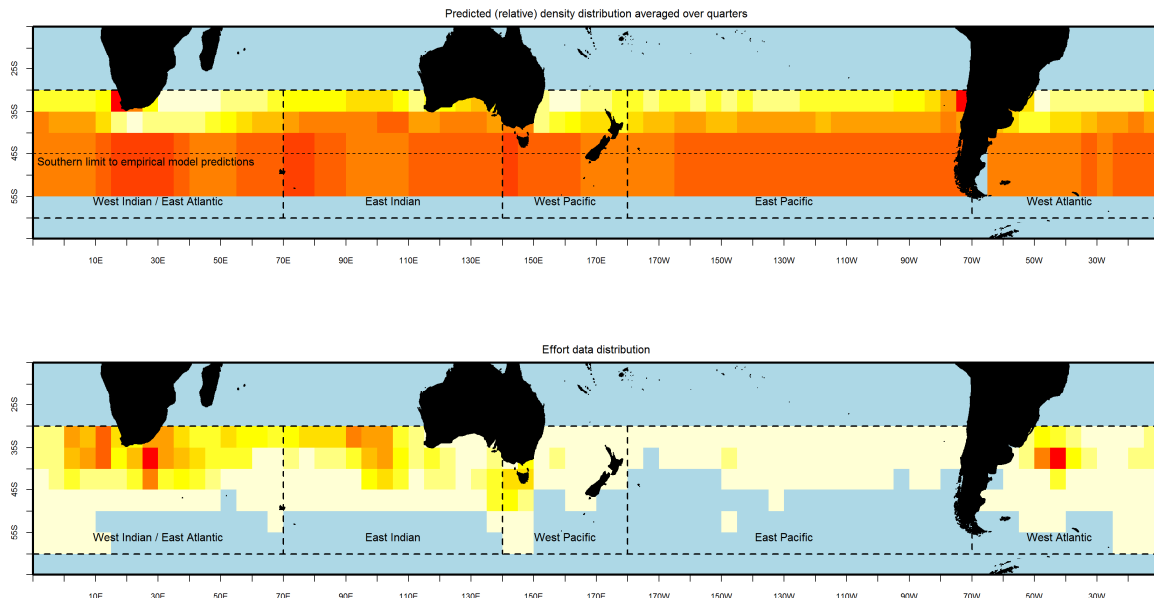 Predicted (relative) density distribution averaged over quarters
25S
35S
45S
55S
Southern limit to empirical model predictions
West Indian / East Atlantic
East Indian
West Pacific
East Pacific
West Atlantic
10E 30E 50E 70E 90E 110E 130E 150E 170E 170W 150W 130W 110W 90W 70W 50W 30W
Effort data distribution
25S
35S
45S
55S
West Indian / East Atlantic
East Indian
West Pacific
East Pacific
West Atlantic
10E 30E 50E 70E 90E 110E 130E 150E 170E 170W 150W 130W 110W 90W 70W 50W 30W